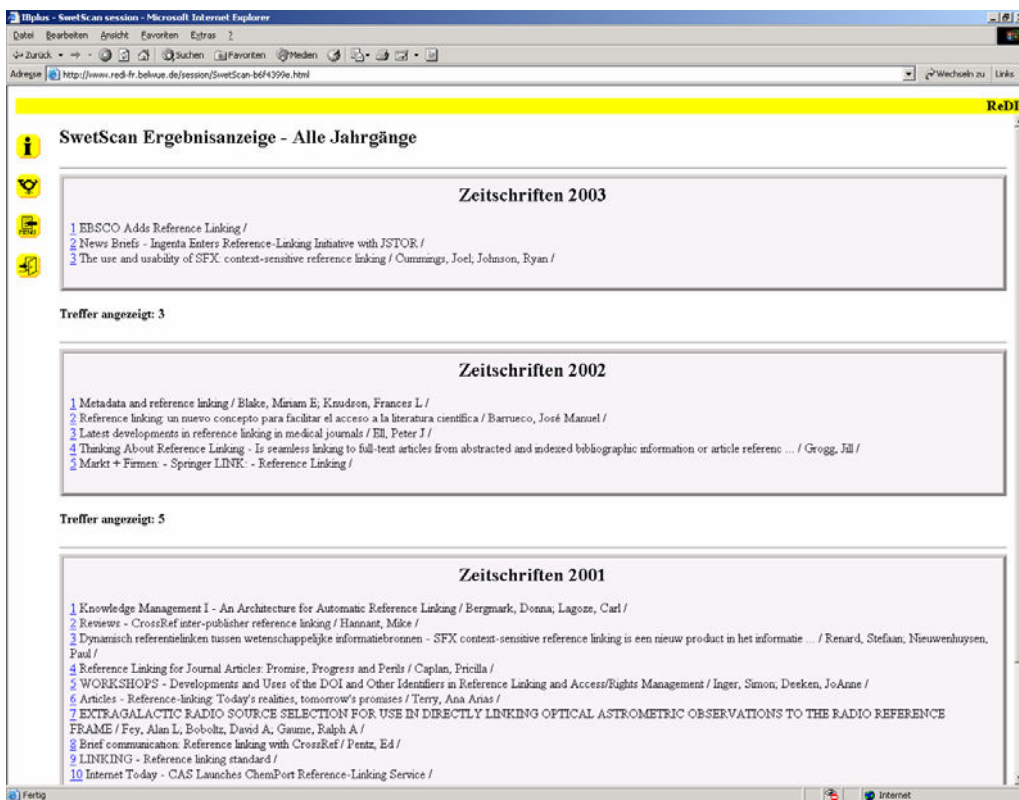 IBplus - SwetScan session - Microsoft Internet Explorer
Datei Bearbeiten Ansicht Favoriten Extras ?
Zurück Suchen Favoriten Medien
Adresse http://www.redi-fr.belwue.de/session/SwetScan-b6f4399e.html Wechseln zu Links
ReDI
SwetScan Ergebnisanzeige - Alle Jahrgänge
i
MENU
Zeitschriften 2003
1 EBSCO Adds Reference Linking /
2 News Briefs - Ingenta Enters Reference-Linking Initiative with JSTOR /
3 The use and usability of SFX: context-sensitive reference linking / Cummings, Joel; Johnson, Ryan /
Treffer angezeigt: 3
Zeitschriften 2002
1 Metadata and reference linking / Blake, Miriam E; Knudson, Frances L /
2 Reference linking: un nuevo concepto para facilitar el acceso a la literatura científica / Barrueco, José Manuel /
3 Latest developments in reference linking in medical journals / Ell, Peter J /
4 Thinking About Reference Linking - Is seamless linking to full-text articles from abstracted and indexed bibliographic information or article referenc ... / Grogg, Jill /
5 Markt + Firmen: - Springer LINK: - Reference Linking /
Treffer angezeigt: 5
Zeitschriften 2001
1 Knowledge Management I - An Architecture for Automatic Reference Linking / Bergmark, Donna; Lagoze, Carl /
2 Reviews - CrossRef inter-publisher reference linking / Hannant, Mike /
3 Dynamisch referentielinken tussen wetenschappelijke informatiebronnen - SFX context-sensitive reference linking is een nieuw product in het informatie ... / Renard, Stefaan; Nieuwenhuysen,
Paul /
4 Reference Linking for Journal Articles: Promise, Progress and Perils / Caplan, Pricilla /
5 WORKSHOPS - Developments and Uses of the DOI and Other Identifiers in Reference Linking and Access/Rights Management / Inger, Simon; Deeken, JoAnne /
6 Articles - Reference-linking: Today's realities, tomorrow's promises / Terry, Ana Arias /
7 EXTRAGALACTIC RADIO SOURCE SELECTION FOR USE IN DIRECTLY LINKING OPTICAL ASTROMETRIC OBSERVATIONS TO THE RADIO REFERENCE
FRAME / Fey, Alan L; Boboltz, David A; Gaume, Ralph A /
8 Brief communication: Reference linking with CrossRef / Pentz, Ed /
9 LINKING - Reference linking standard /
10 Internet Today - CAS Launches ChemPort Reference-Linking Service /
Fertig Internet